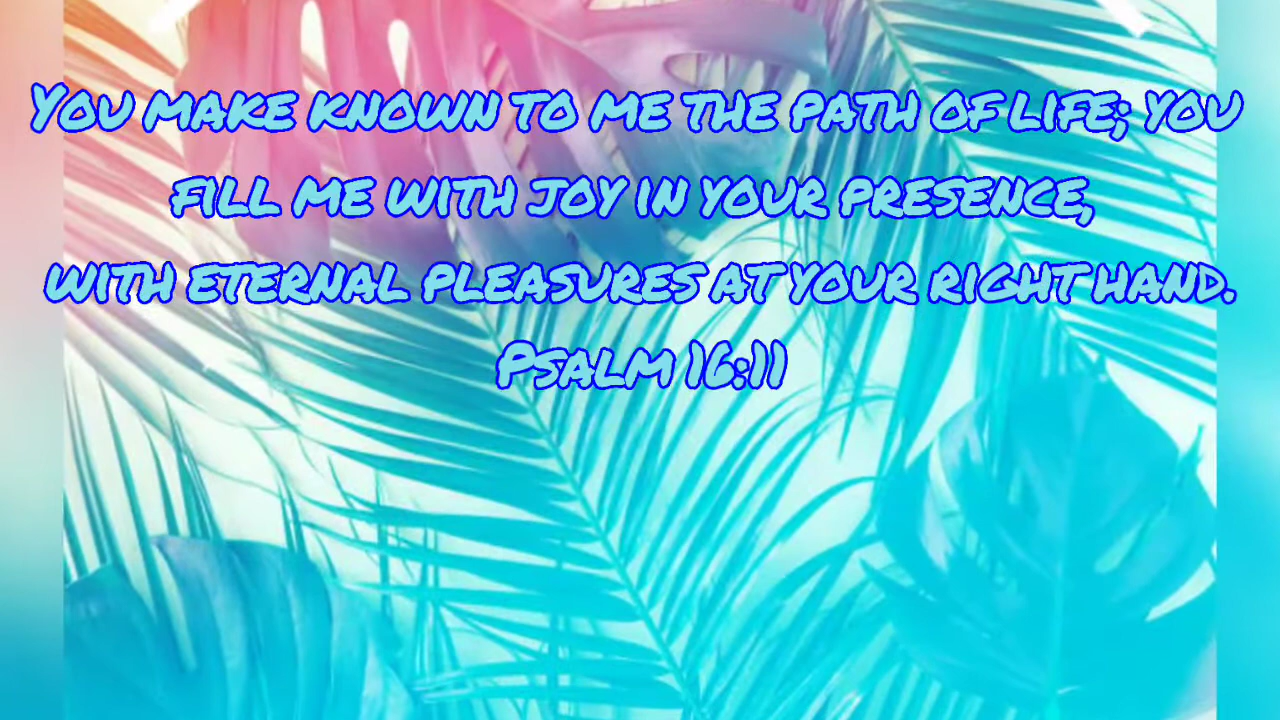 You make known to me the path of life; you
fill me with joy in your presence,
with eternal pleasures at your right hand.
Psalm 16:11